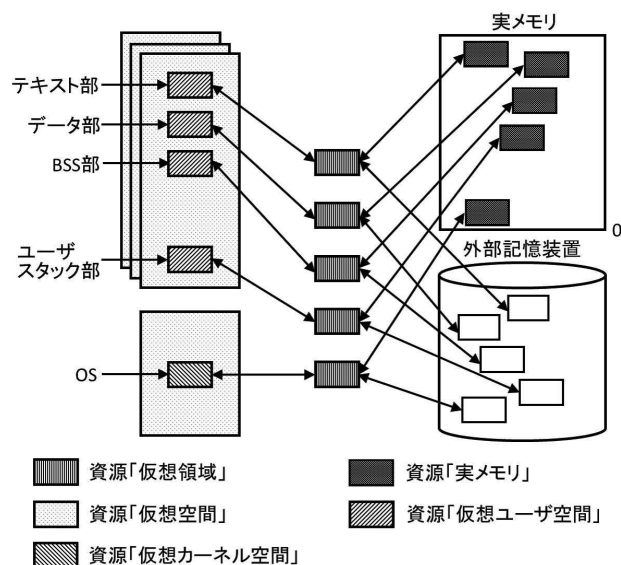 実メモリ
テキスト部
データ部
BSS部
ユーザ
スタック部
0
外部記憶装置
OS
資源「仮想領域」
資源「実メモリ」
資源「仮想空間」
資源「仮想ユーザ空間」
資源「仮想カーネル空間」